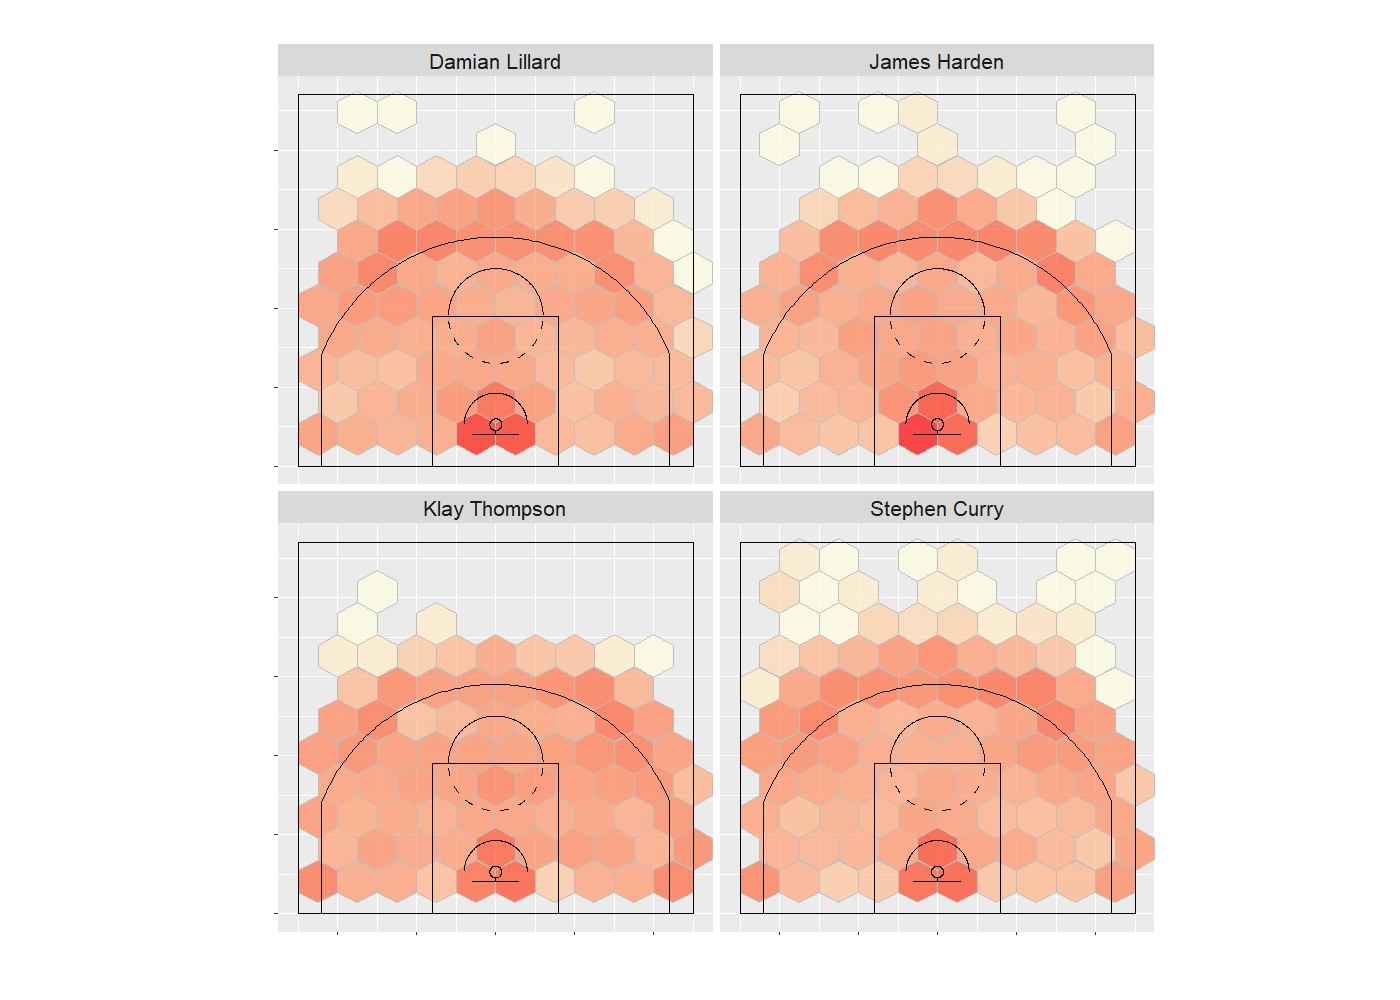 Damian Lillard
James Harden
Klay Thompson
Stephen Curry